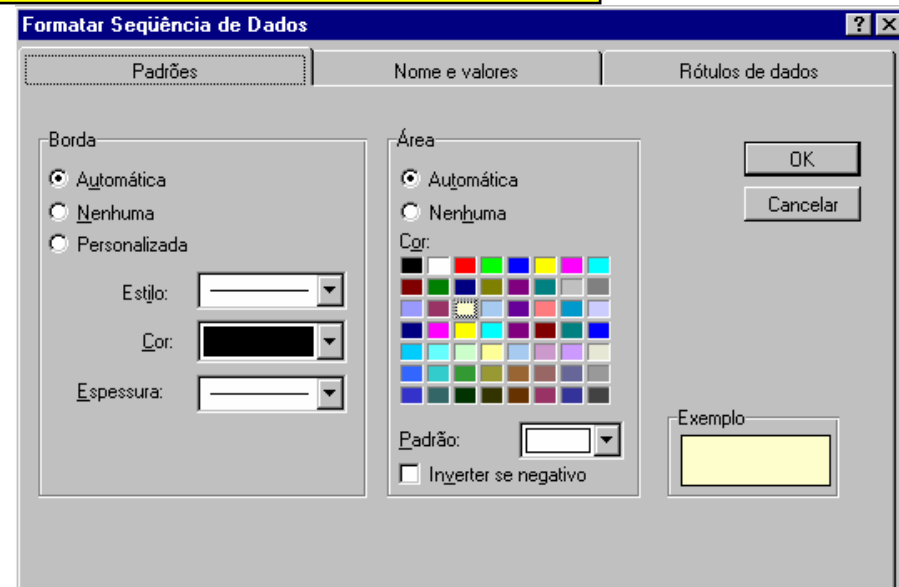 Formatar Seqüência de Dados
Padrões
Nome e valores
Rótulos de dados
Borda
Automática
Nenhuma
Personalizada
Estilo:
Cor:
Espessura:
Área
Automática
Nenhuma
Cor:
Padrão:
Inverter se negativo
OK
Cancelar
Exemplo